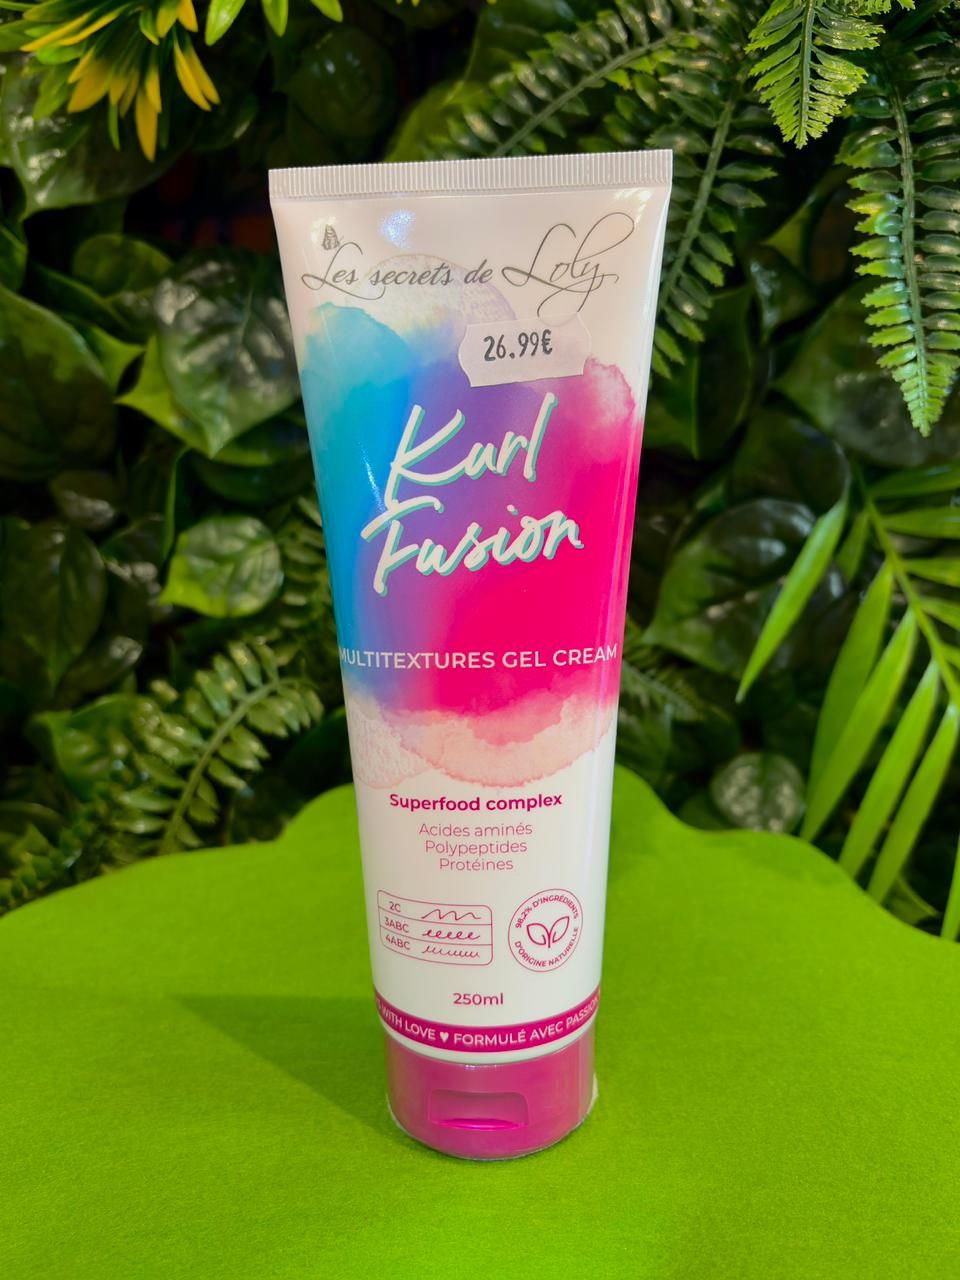 Les secrets de Loly
26.99€
Kurl
Fusion
MULTITEXTURES GEL CREAM
Superfood complex
Acides aminés
Polypeptides
Protéines
2C
3ABC
4ABC
98,2% D'INGRÉDIENTS
D'ORIGINE NATURELLE
250ml
WITH LOVE ♥ FORMULÉ AVEC PASSION